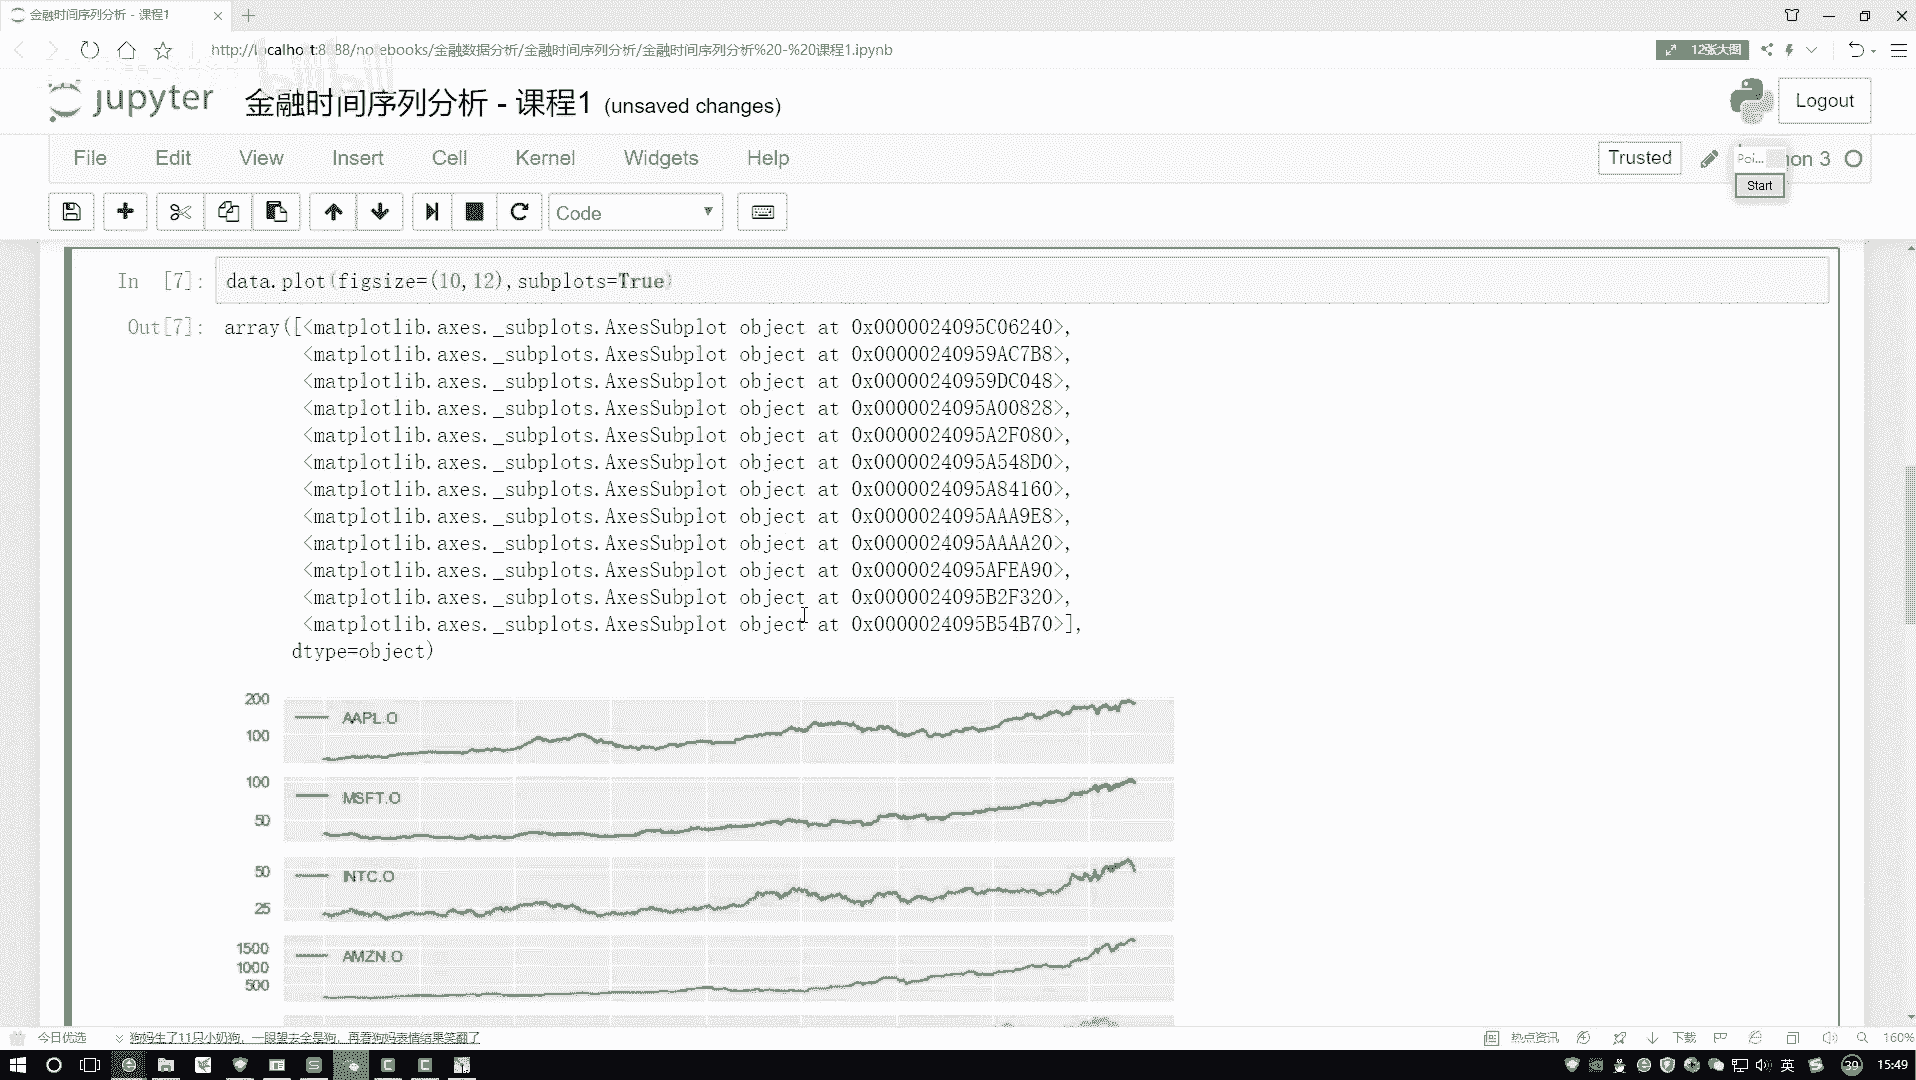 金融时间序列分析 - 课程1
http://localhost:8888/notebooks/金融数据分析/金融时间序列分析/金融时间序列分析%20-%20课程1.ipynb
12张大图
jupyter 金融时间序列分析 - 课程1 (unsaved changes)
Logout
File Edit View Insert Cell Kernel Widgets Help
Trusted
Poi... hon 3
Start
Code
In [7]: data.plot(figsize=(10,12),subplots=True)
Out[7]: array([<matplotlib.axes._subplots.AxesSubplot object at 0x0000024095C06240>,
<matplotlib.axes._subplots.AxesSubplot object at 0x00000240959AC7B8>,
<matplotlib.axes._subplots.AxesSubplot object at 0x00000240959DC048>,
<matplotlib.axes._subplots.AxesSubplot object at 0x0000024095A00828>,
<matplotlib.axes._subplots.AxesSubplot object at 0x0000024095A2F080>,
<matplotlib.axes._subplots.AxesSubplot object at 0x0000024095A548D0>,
<matplotlib.axes._subplots.AxesSubplot object at 0x0000024095A84160>,
<matplotlib.axes._subplots.AxesSubplot object at 0x0000024095AAA9E8>,
<matplotlib.axes._subplots.AxesSubplot object at 0x0000024095AAAA20>,
<matplotlib.axes._subplots.AxesSubplot object at 0x0000024095AFEA90>,
<matplotlib.axes._subplots.AxesSubplot object at 0x0000024095B2F320>,
<matplotlib.axes._subplots.AxesSubplot object at 0x0000024095B54B70>],
dtype=object)
200
AAPL.O
100
100
MSFT.O
50
50
INTC.O
25
1500
AMZN.O
1000
500
今日优选 狗妈生了11只小奶狗，一眼望去全是狗，再看狗妈表情结果笑翻了 热点资讯 下载 160%
英 39 15:49